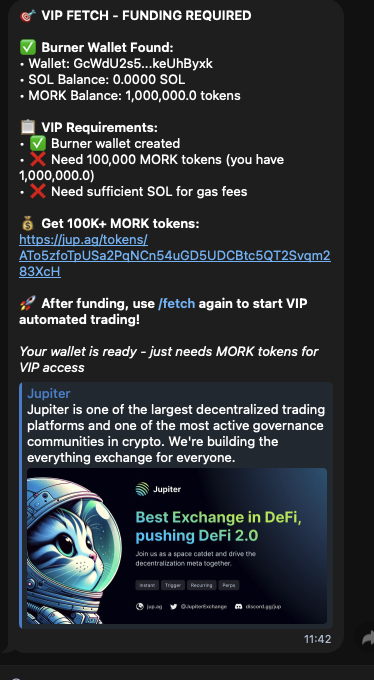 🎯 VIP FETCH - FUNDING REQUIRED
✅ Burner Wallet Found:
• Wallet: GcWdU2s5...keUhByxk
• SOL Balance: 0.0000 SOL
• MORK Balance: 1,000,000.0 tokens
📋 VIP Requirements:
• ✅ Burner wallet created
• ❌ Need 100,000 MORK tokens (you have
1,000,000.0)
• ❌ Need sufficient SOL for gas fees
💰 Get 100K+ MORK tokens:
https://jup.ag/tokens/
ATo5zfoTpUSa2PqNCn54uGD5UDCBtc5QT2Svqm2
83XcH
🚀 After funding, use /fetch again to start VIP
automated trading!
Your wallet is ready - just needs MORK tokens for
VIP access
Jupiter
Jupiter is one of the largest decentralized trading
platforms and one of the most active governance
communities in crypto. We're building the
everything exchange for everyone.
Jupiter
Best Exchange in DeFi,
pushing DeFi 2.0
Join us as a space catdet and drive the
decentralization meta together.
Instant Trigger Recurring Perps
jup.ag @JupiterExchange discord.gg/jup
11:42